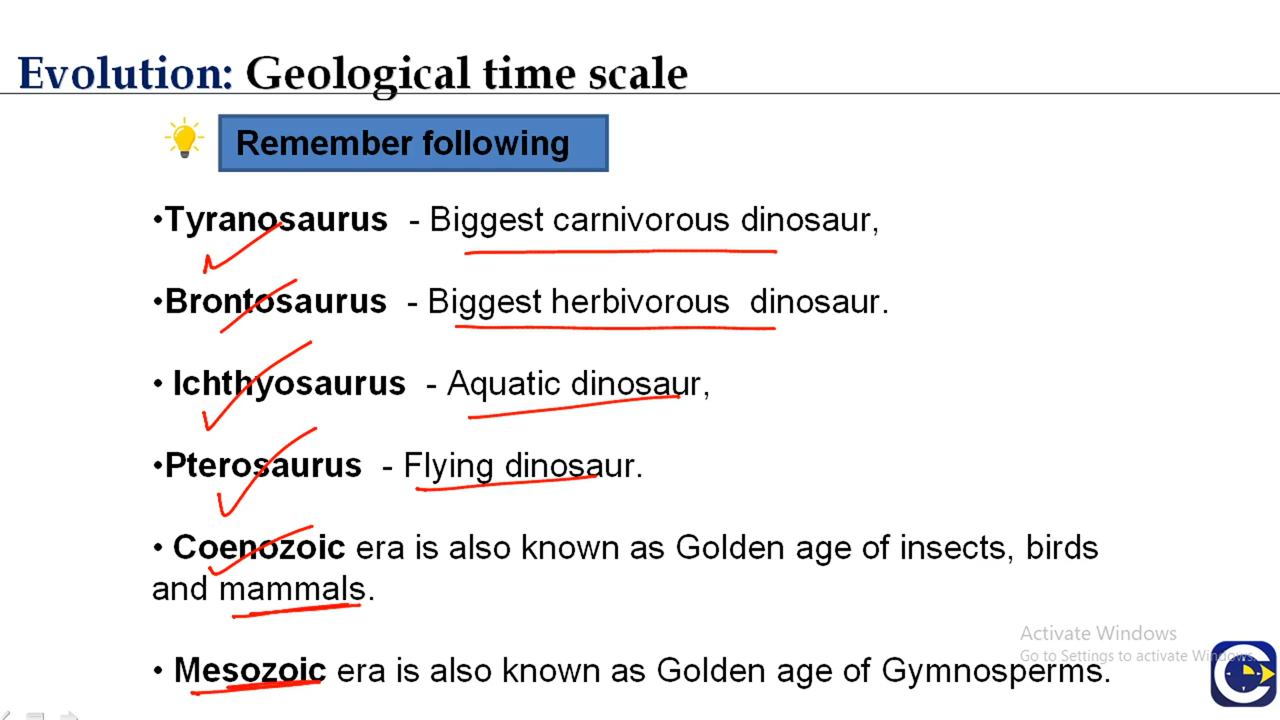 Evolution: Geological time scale
Remember following
•Tyranosaurus - Biggest carnivorous dinosaur,
•Brontosaurus - Biggest herbivorous dinosaur.
• Ichthyosaurus - Aquatic dinosaur,
•Pterosaurus - Flying dinosaur.
• Coenozoic era is also known as Golden age of insects, birds
and mammals.
Activate Windows
Go to Settings to activate Windows.
• Mesozoic era is also known as Golden age of Gymnosperms.